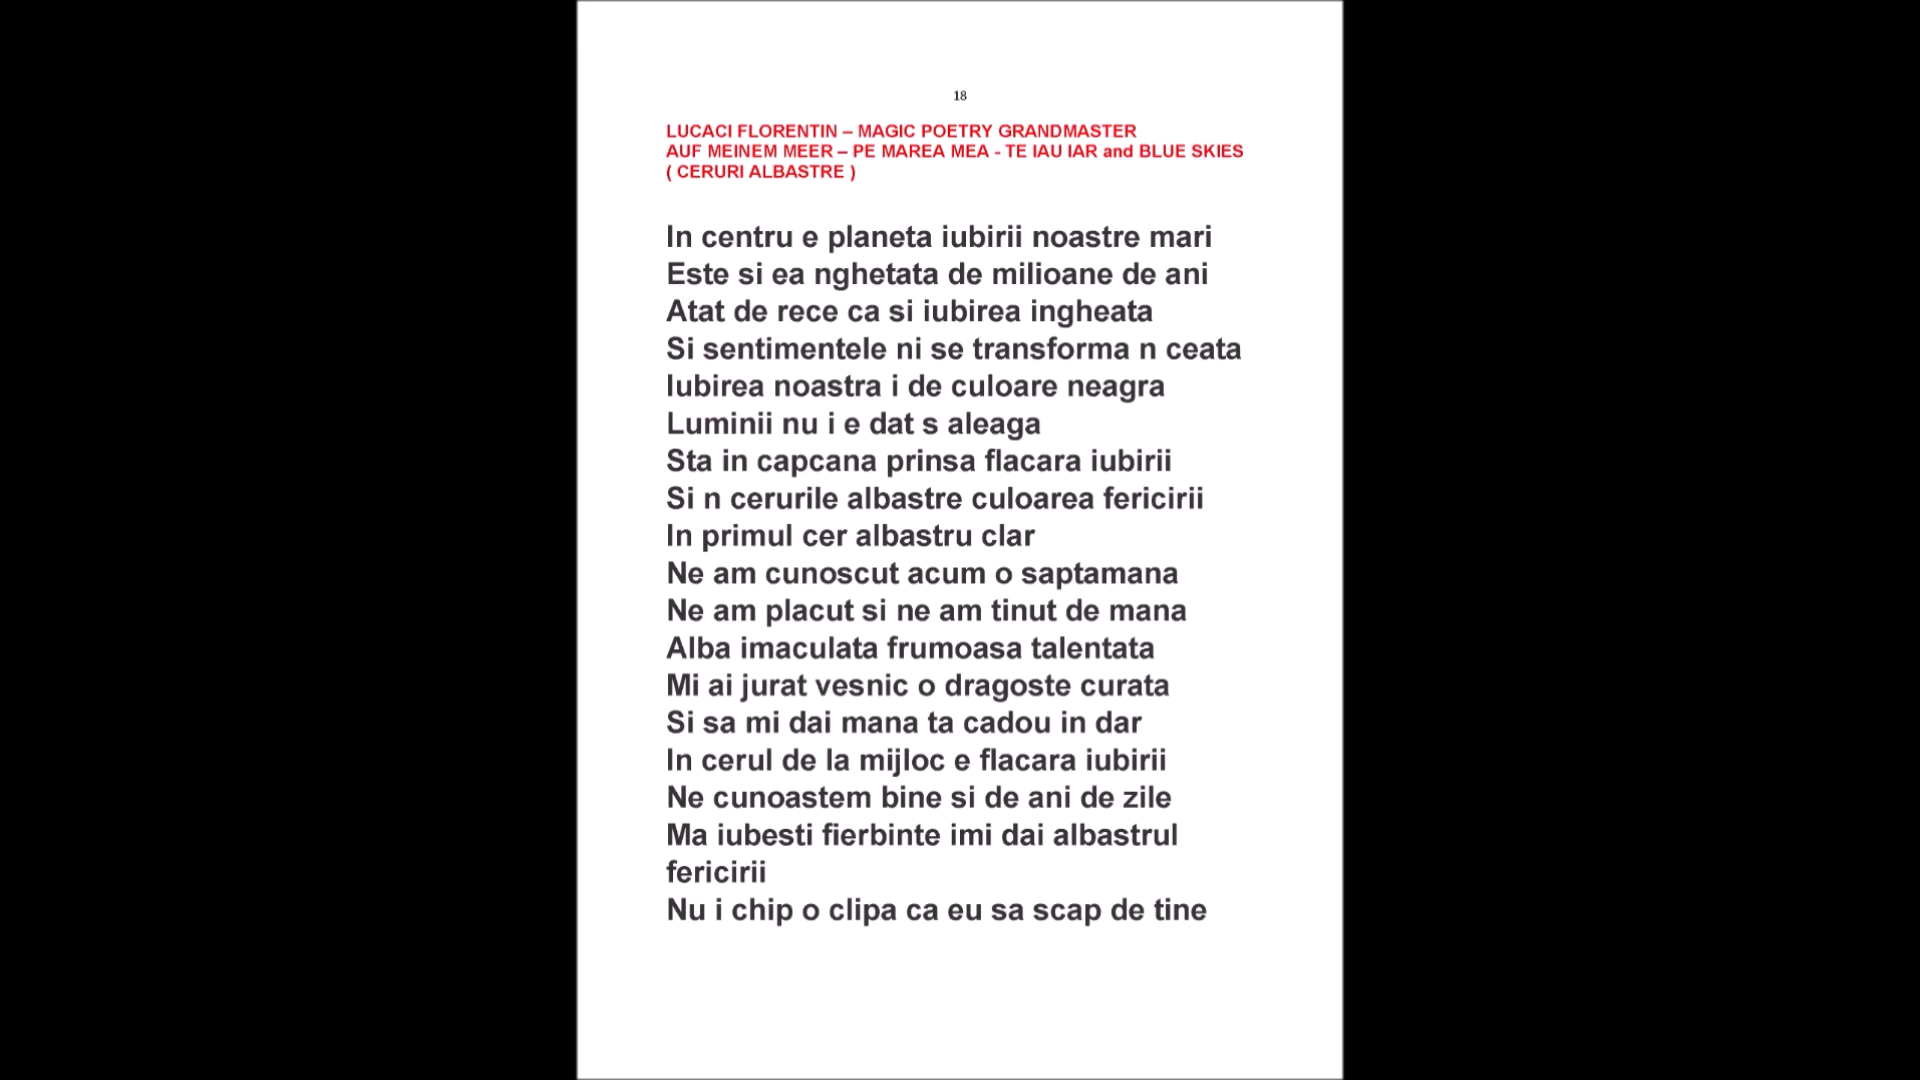 18
LUCACI FLORENTIN – MAGIC POETRY GRANDMASTER
AUF MEINEM MEER – PE MAREA MEA - TE IAU IAR and BLUE SKIES
( CERURI ALBASTRE )
In centru e planeta iubirii noastre mari
Este si ea nghetata de milioane de ani
Atat de rece ca si iubirea ingheata
Si sentimentele ni se transforma n ceata
Iubirea noastra i de culoare neagra
Luminii nu i e dat s aleaga
Sta in capcana prinsa flacara iubirii
Si n cerurile albastre culoarea fericirii
In primul cer albastru clar
Ne am cunoscut acum o saptamana
Ne am placut si ne am tinut de mana
Alba imaculata frumoasa talentata
Mi ai jurat vesnic o dragoste curata
Si sa mi dai mana ta cadou in dar
In cerul de la mijloc e flacara iubirii
Ne cunoastem bine si de ani de zile
Ma iubesti fierbinte imi dai albastrul
fericirii
Nu i chip o clipa ca eu sa scap de tine